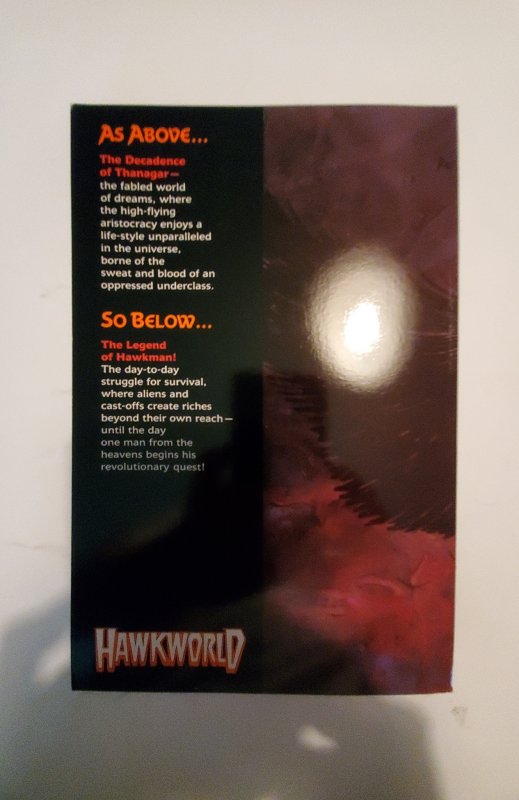 As Above...
The Decadence
of Thanagar—
the fabled world
of dreams, where
the high-flying
aristocracy enjoys a
life-style unparalleled
in the universe,
borne of the
sweat and blood of an
oppressed underclass.
So Below...
The Legend
of Hawkman!
The day-to-day
struggle for survival,
where aliens and
cast-offs create riches
beyond their own reach—
until the day
one man from the
heavens begins his
revolutionary quest!
HAWKWORLD